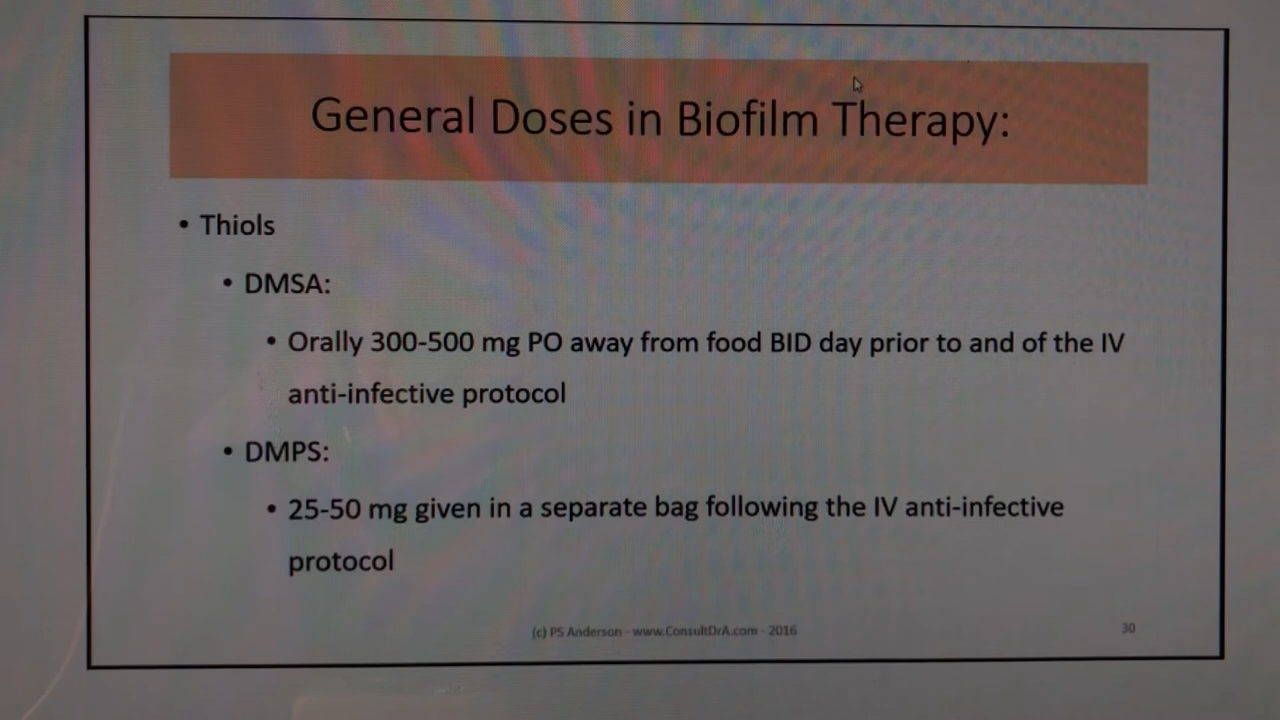 General Doses in Biofilm Therapy:
• Thiols
• DMSA:
• Orally 300-500 mg PO away from food BID day prior to and of the IV
anti-infective protocol
• DMPS:
• 25-50 mg given in a separate bag following the IV anti-infective
protocol
(c) PS Anderson - www.ConsultDrA.com - 2016
30